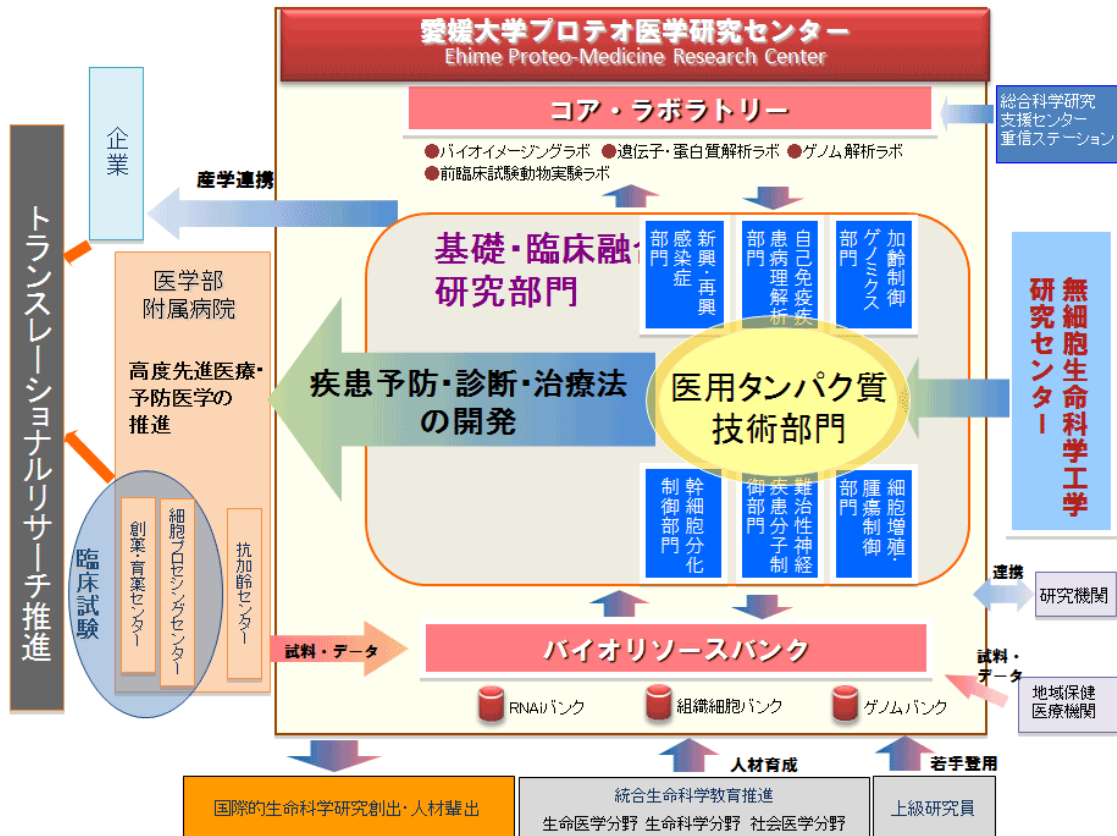 愛媛大学プロテオ医学研究センター
Ehime Proteo-Medicine Research Center
コア・ラボラトリー
●バイオイメージングラボ ●遺伝子・蛋白質解析ラボ ●ゲノム解析ラボ
●前臨床試験動物実験ラボ
総合科学研究
支援センター
重信ステーション
企業
産学連携
トランスレーショナルリサーチ推進
基礎・臨床融合
研究部門
新興・再興
感染症
部門
自己免疫疾
患病理解析
部門
加齢制御
ゲノミクス
部門
無細胞生命科学工学
研究センター
医学部
附属病院
高度先進医療・
予防医学の
推進
疾患予防・診断・治療法
の開発
医用タンパク質
技術部門
幹細胞分化
制御部門
難治性神経
疾患分子制
御部門
細胞増殖・
腫瘍制御
部門
臨床試験
創薬・育薬センター
細胞プロセシングセンター
抗加齢センター
連携
研究機関
試料・データ
バイオリソースバンク
試料・
データ
地域保健
医療機関
RNAiバンク
組織細胞バンク
ゲノムバンク
人材育成
若手登用
国際的生命科学研究創出・人材輩出
統合生命科学教育推進
生命医学分野 生命科学分野 社会医学分野
上級研究員